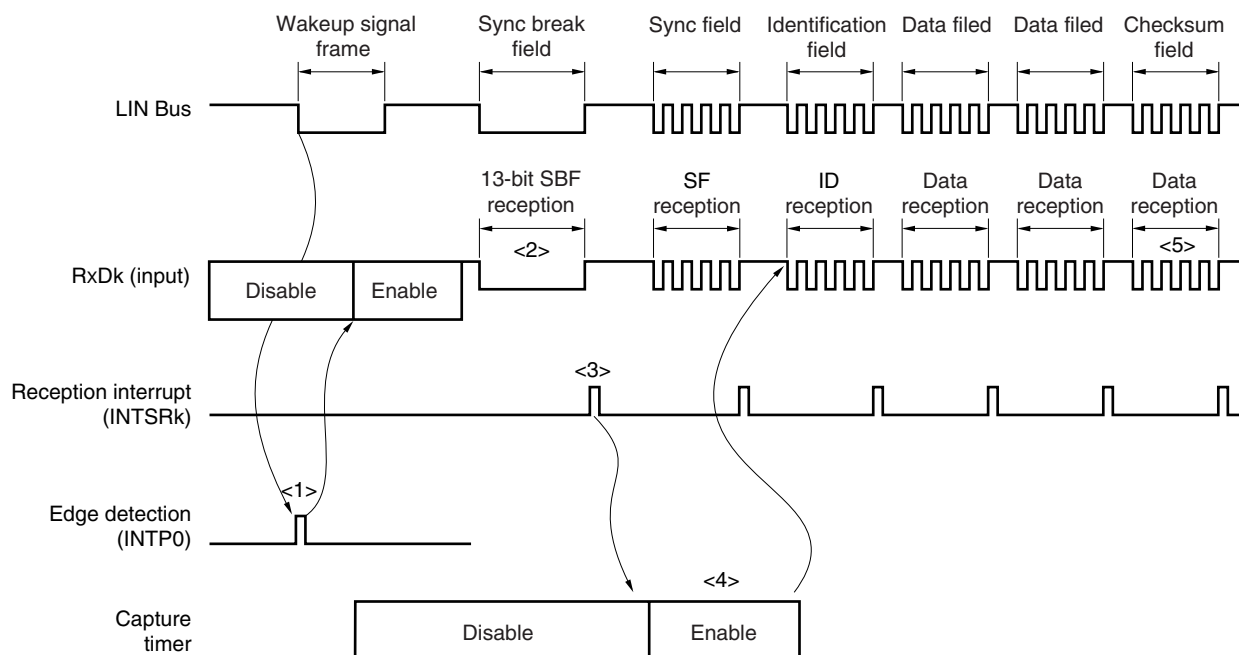 Wakeup signal
frame
Sync break
field
Sync field
Identification
field
Data filed
Data filed
Checksum
field
LIN Bus
13-bit SBF
reception
SF
reception
ID
reception
Data
reception
Data
reception
Data
reception
<2>
<5>
RxDk (input)
Disable
Enable
Reception interrupt
(INTSRk)
<3>
Edge detection
(INTP0)
<1>
Capture
timer
Disable
<4>
Enable